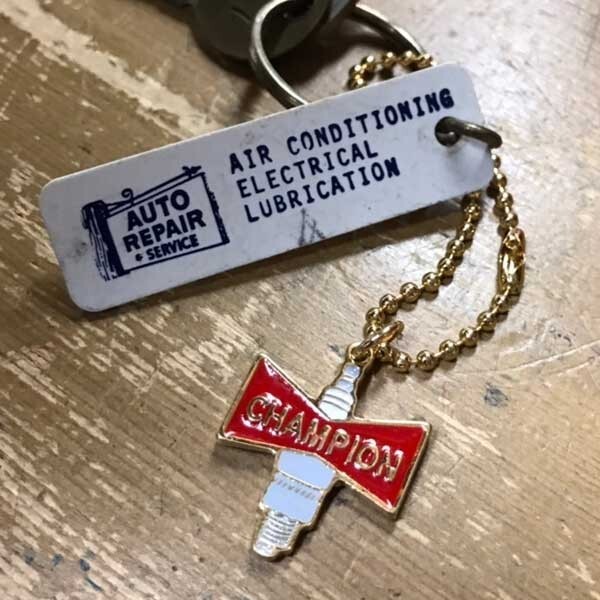 AUTO
REPAIR
& SERVICE
AIR CONDITIONING
ELECTRICAL
LUBRICATION
CHAMPION